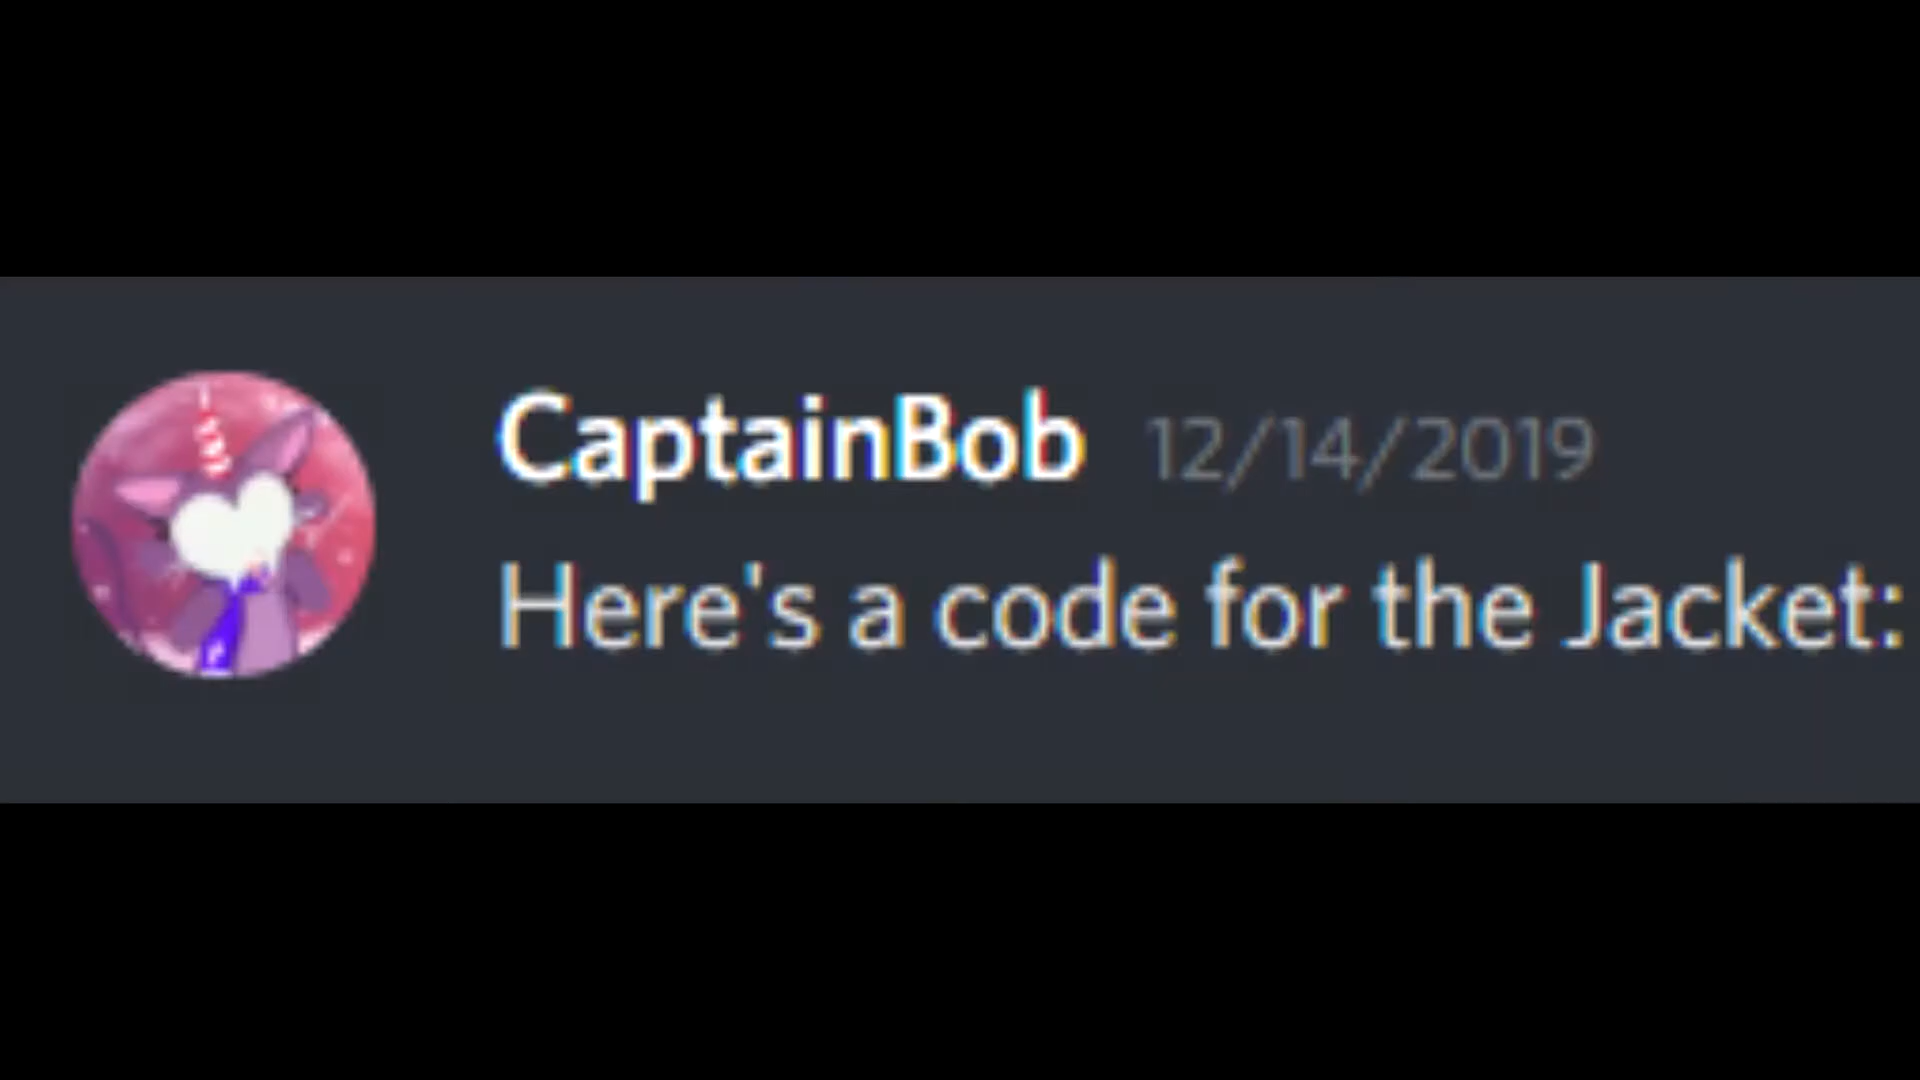 CaptainBob 12/14/2019
Here's a code for the Jacket: